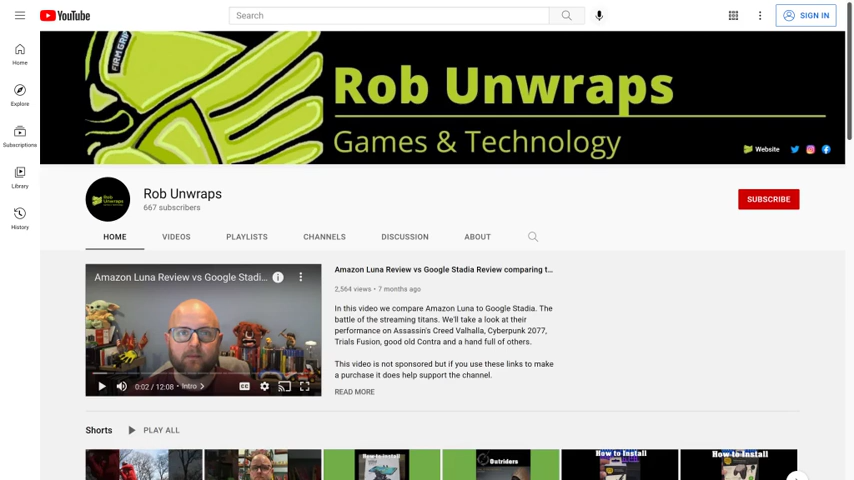 YouTube
Search
SIGN IN
Home
Explore
Subscriptions
Library
History
FIRM GRIP
Rob Unwraps
Games & Technology
Website
Rob Unwraps
667 subscribers
SUBSCRIBE
HOME VIDEOS PLAYLISTS CHANNELS DISCUSSION ABOUT
Amazon Luna Review vs Google Stadi...
0:02 / 12:08 • Intro
CC
Amazon Luna Review vs Google Stadia Review comparing t...
2,564 views • 7 months ago
In this video we compare Amazon Luna to Google Stadia. The
battle of the streaming titans. We'll take a look at their
performance on Assassin's Creed Valhalla, Cyberpunk 2077,
Trials Fusion, good old Contra and a hand full of others.
This video is not sponsored but if you use these links to make
a purchase it does help support the channel.
READ MORE
Shorts PLAY ALL
How to Install
Outriders
How to Install
How to Install